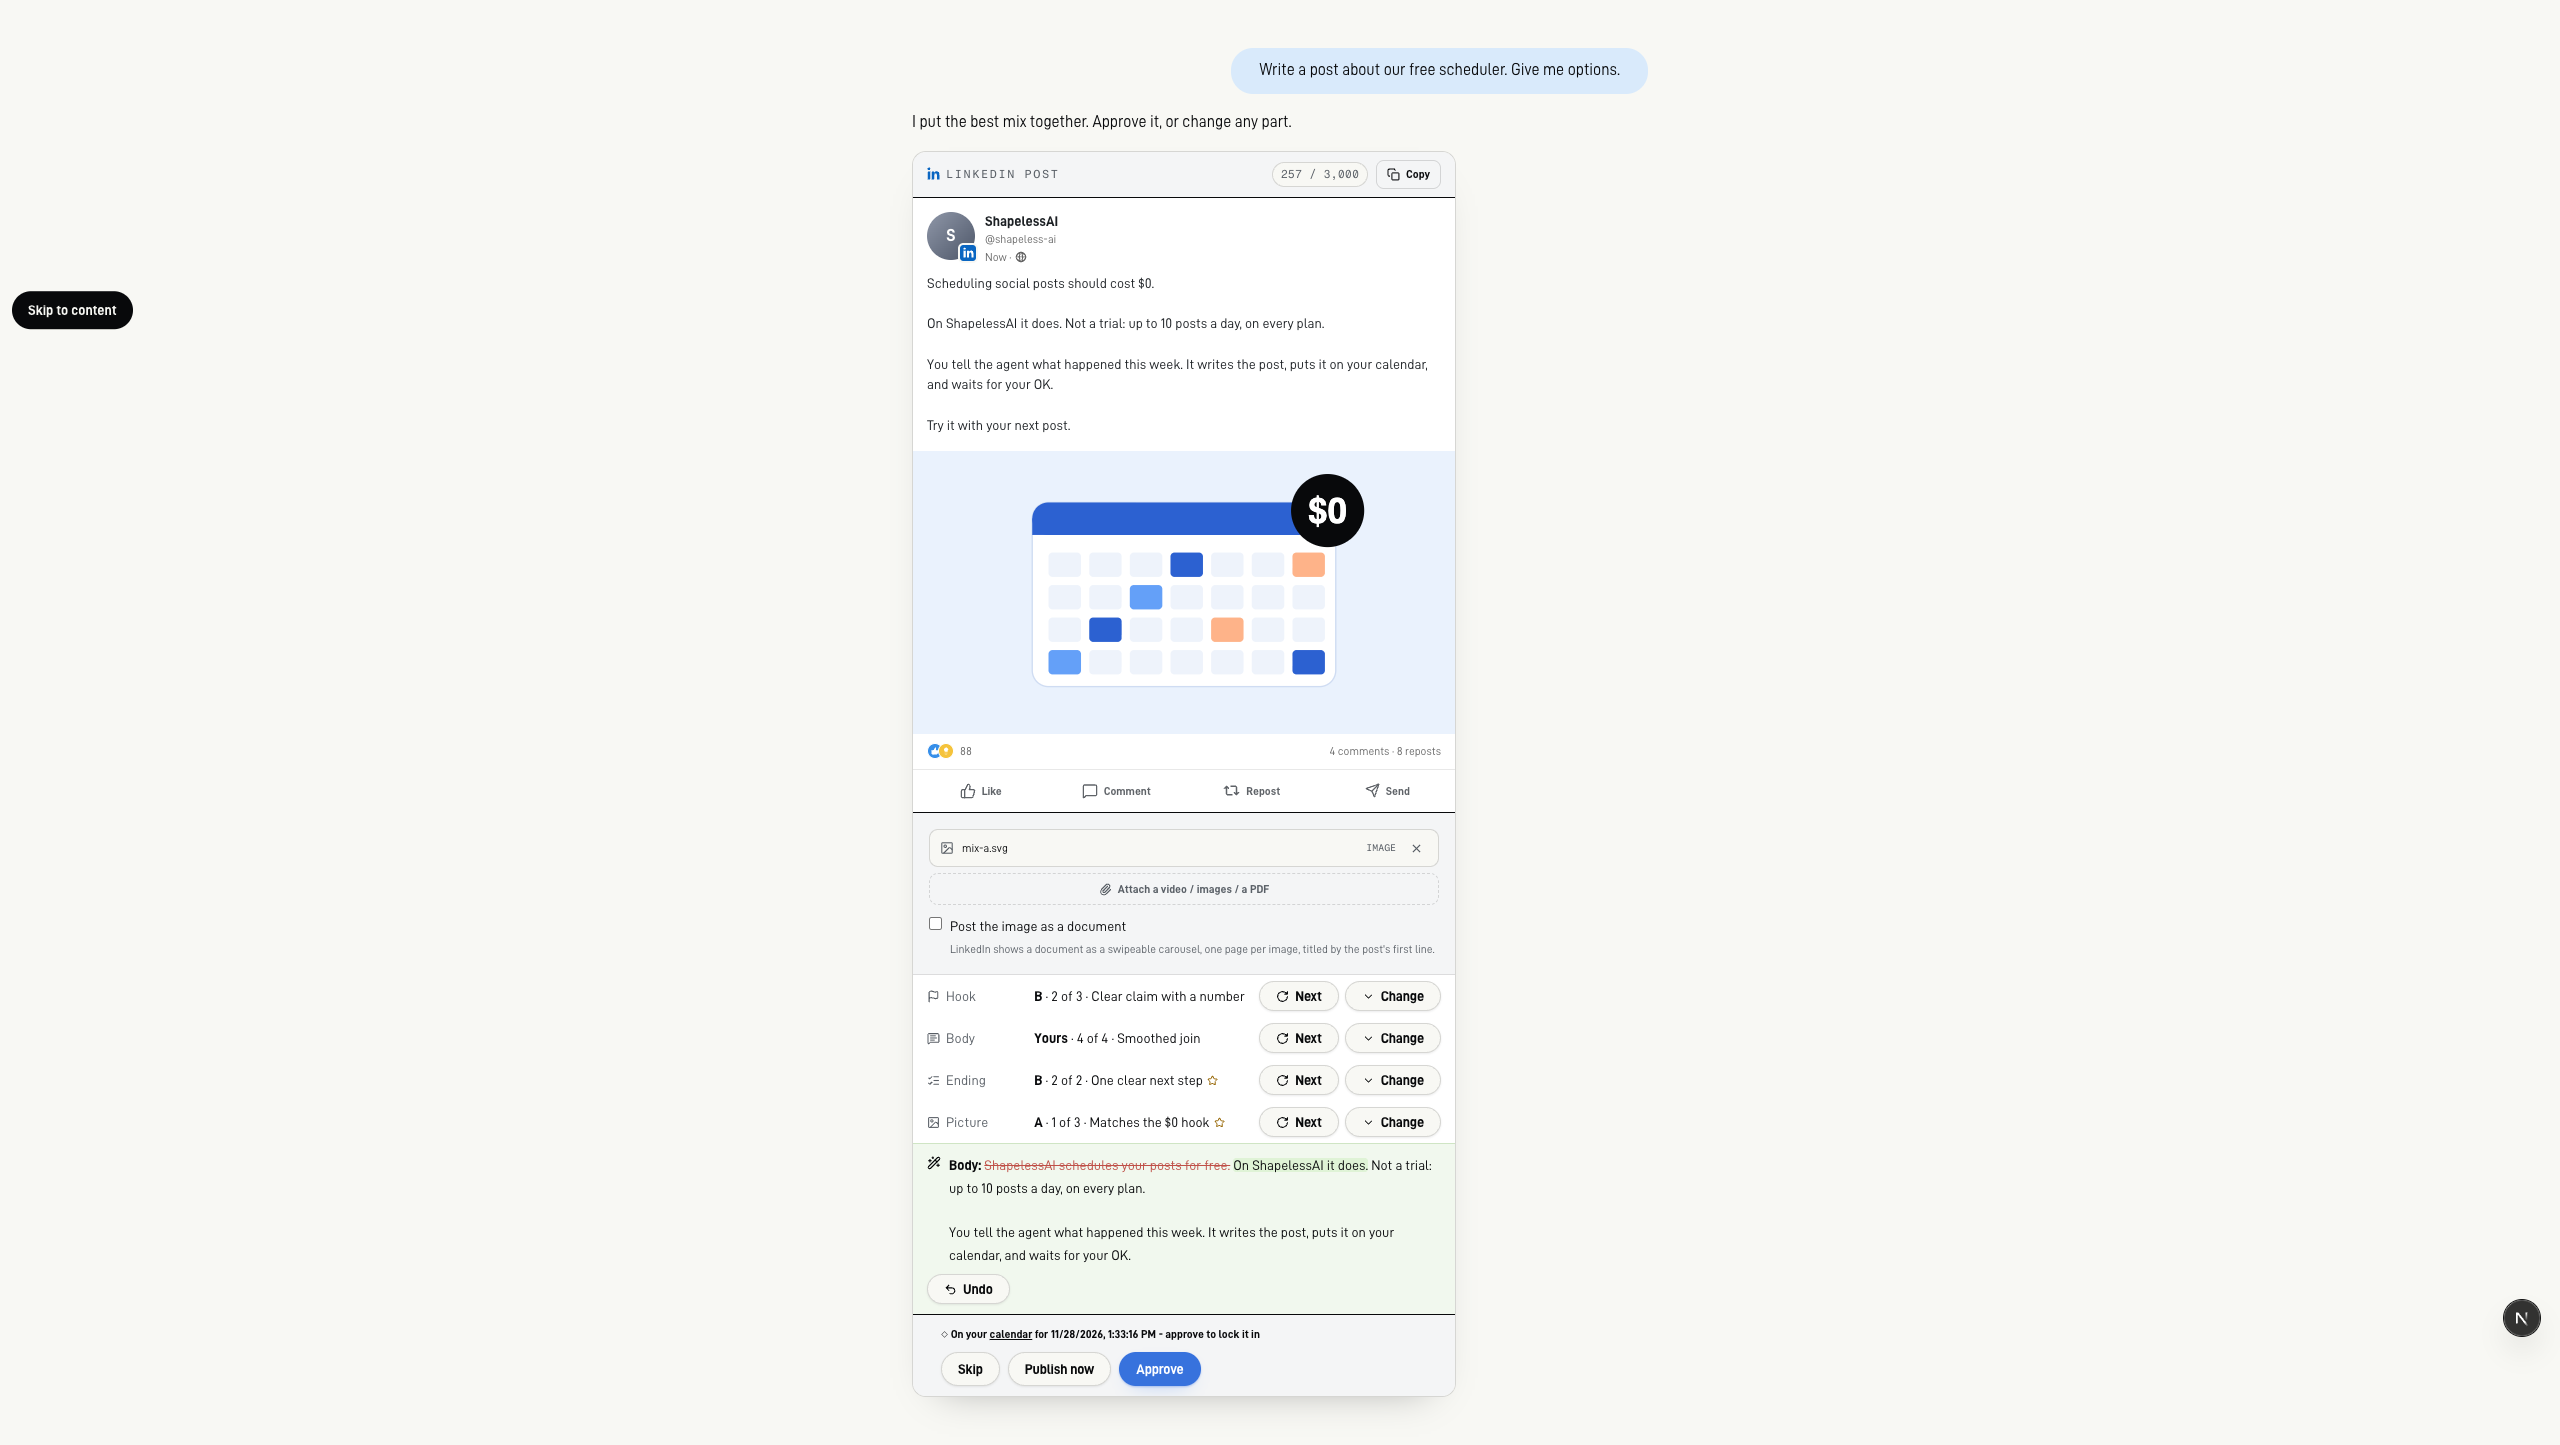 Write a post about our free scheduler. Give me options.
I put the best mix together. Approve it, or change any part.
in LINKEDIN POST
257 / 3,000
Copy
S
in
ShapelessAI
@shapeless-ai
Now ·
Skip to content
Scheduling social posts should cost $0.
On ShapelessAI it does. Not a trial: up to 10 posts a day, on every plan.
You tell the agent what happened this week. It writes the post, puts it on your calendar,
and waits for your OK.
Try it with your next post.
$0
88
4 comments · 8 reposts
Like
Comment
Repost
Send
mix-a.svg
IMAGE
Attach a video / images / a PDF
Post the image as a document
LinkedIn shows a document as a swipeable carousel, one page per image, titled by the post's first line.
Hook
B · 2 of 3 · Clear claim with a number
Next
Change
Body
Yours · 4 of 4 · Smoothed join
Next
Change
Ending
B · 2 of 2 · One clear next step
Next
Change
Picture
A · 1 of 3 · Matches the $0 hook
Next
Change
Body: ShapelessAI schedules your posts for free. On ShapelessAI it does. Not a trial:
up to 10 posts a day, on every plan.
You tell the agent what happened this week. It writes the post, puts it on your
calendar, and waits for your OK.
Undo
N
On your calendar for 11/28/2026, 1:33:16 PM - approve to lock it in
Skip
Publish now
Approve